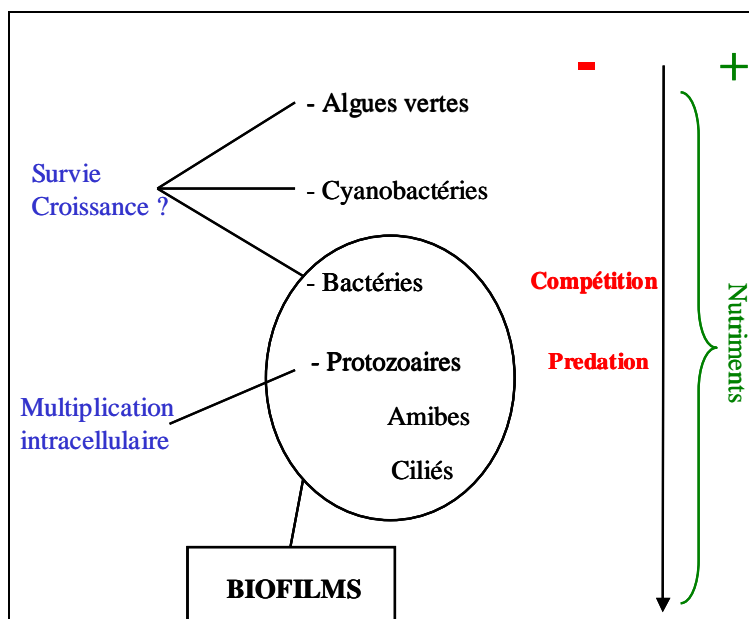 - +
- Algues vertes
Survie
Croissance ?
- Cyanobactéries
- Bactéries
Compétition
- Protozoaires
Predation
Nutriments
Multiplication
intracellulaire
Amibes
Ciliés
BIOFILMS